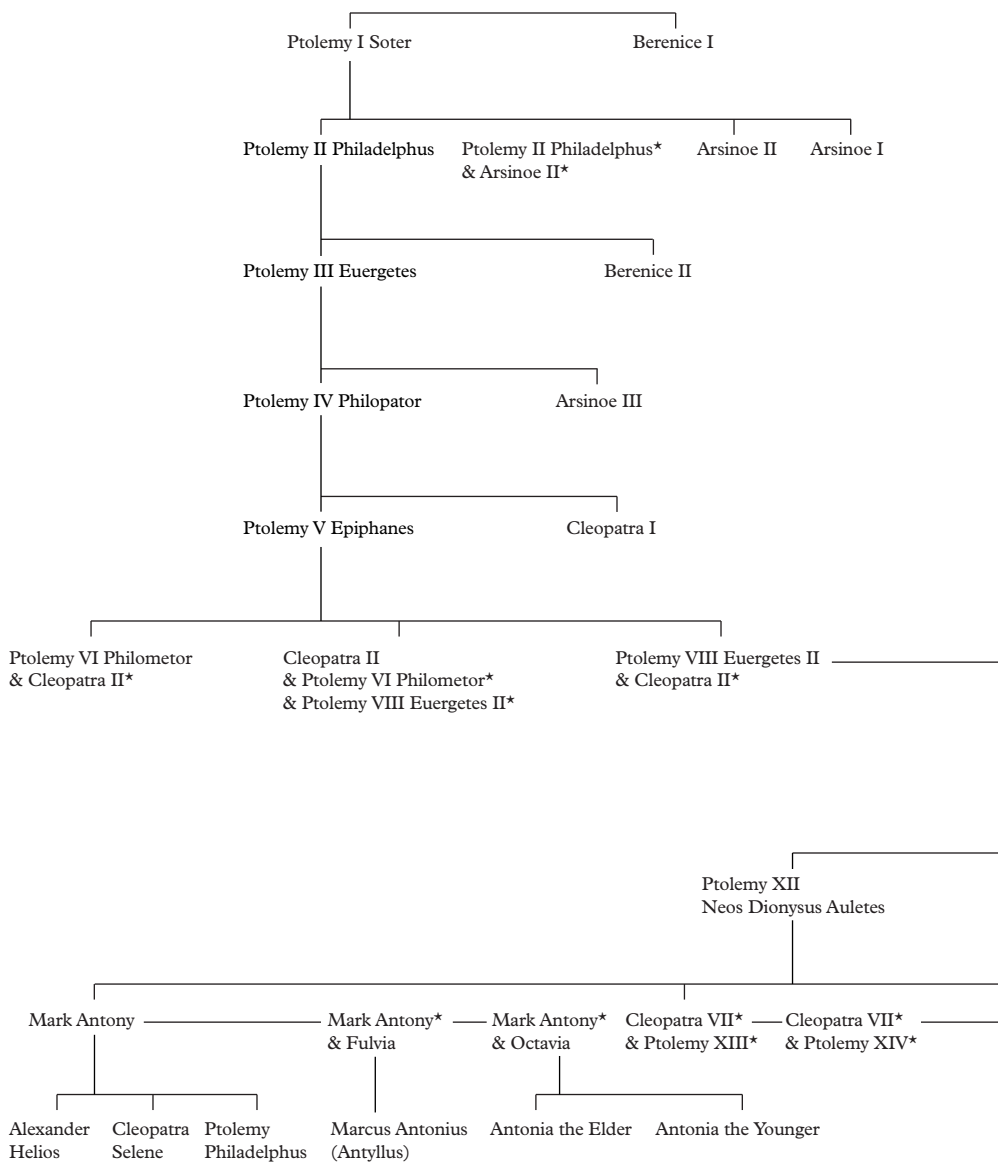 Ptolemy I Soter
Berenice I
Ptolemy II Philadelphus
Ptolemy II Philadelphus★
& Arsinoe II★
Arsinoe II
Arsinoe I
Ptolemy III Euergetes
Berenice II
Ptolemy IV Philopator
Arsinoe III
Ptolemy V Epiphanes
Cleopatra I
Ptolemy VI Philometor
& Cleopatra II★
Cleopatra II
& Ptolemy VI Philometor★
& Ptolemy VIII Euergetes II★
Ptolemy VIII Euergetes II
& Cleopatra II★
Ptolemy XII
Neos Dionysus Auletes
Mark Antony
Mark Antony★
& Fulvia
Mark Antony★
& Octavia
Cleopatra VII★
& Ptolemy XIII★
Cleopatra VII★
& Ptolemy XIV★
Alexander
Helios
Cleopatra
Selene
Ptolemy
Philadelphus
Marcus Antonius
(Antyllus)
Antonia the Elder
Antonia the Younger